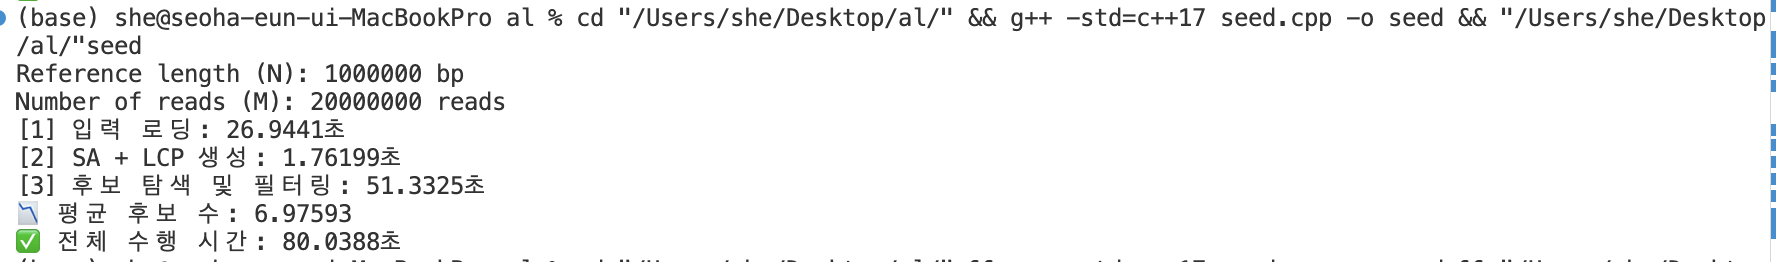 (base) she@seoha-eun-ui-MacBookPro al % cd "/Users/she/Desktop/al/" && g++ -std=c++17 seed.cpp -o seed && "/Users/she/Desktop
/al/"seed
Reference length (N): 1000000 bp
Number of reads (M): 20000000 reads
[1] 입력 로딩: 26.9441초
[2] SA + LCP 생성: 1.76199초
[3] 후보 탐색 및 필터링: 51.3325초
📉 평균 후보 수: 6.97593
✅ 전체 수행 시간: 80.0388초